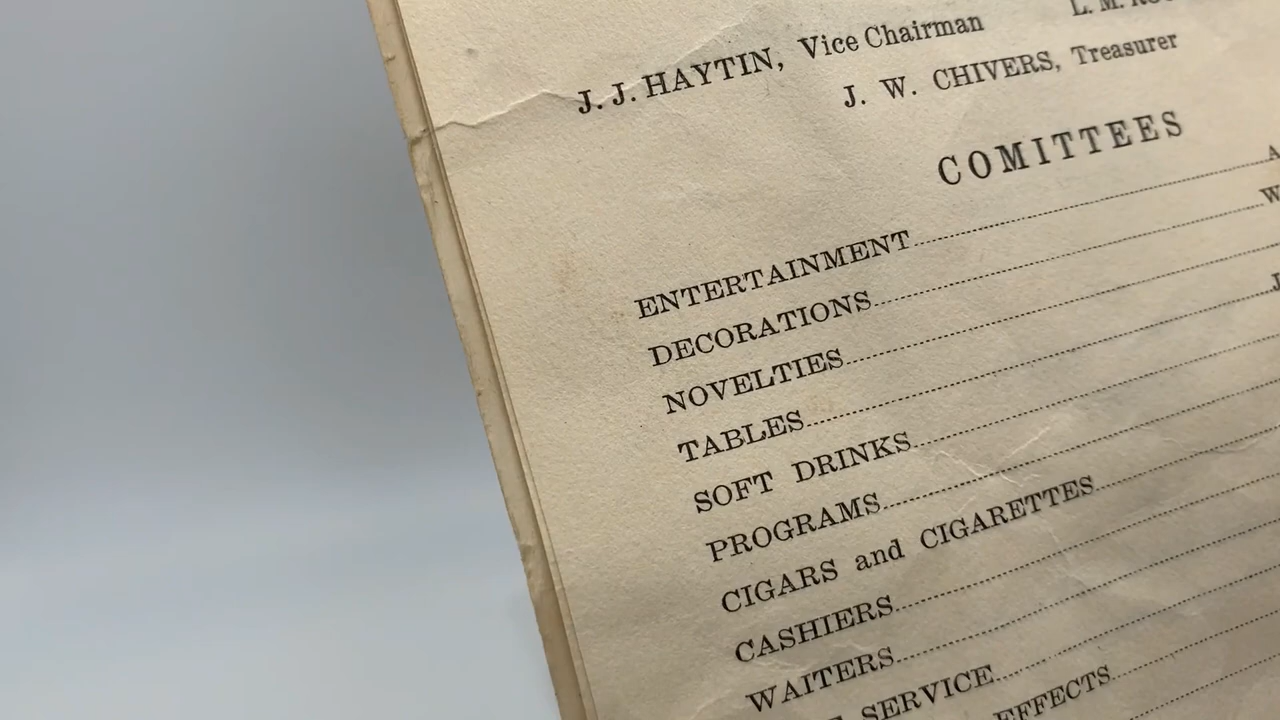 L. M.
J. J. HAYTIN, Vice Chairman
J. W. CHIVERS, Treasurer
COMITTEES
ENTERTAINMENT
DECORATIONS
NOVELTIES
TABLES
SOFT DRINKS
PROGRAMS
CIGARS and CIGARETTES
CASHIERS
WAITERS
SERVICE
EFFECTS